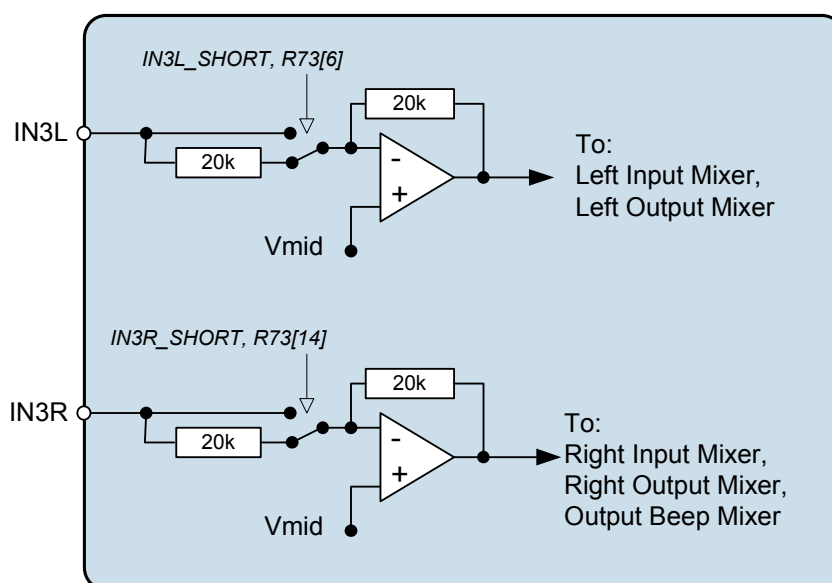 IN3L_SHORT, R73[6]
20k
IN3L
20k
-
+
To:
Left Input Mixer,
Left Output Mixer
Vmid
IN3R_SHORT, R73[14]
20k
IN3R
20k
-
+
To:
Right Input Mixer,
Right Output Mixer,
Output Beep Mixer
Vmid